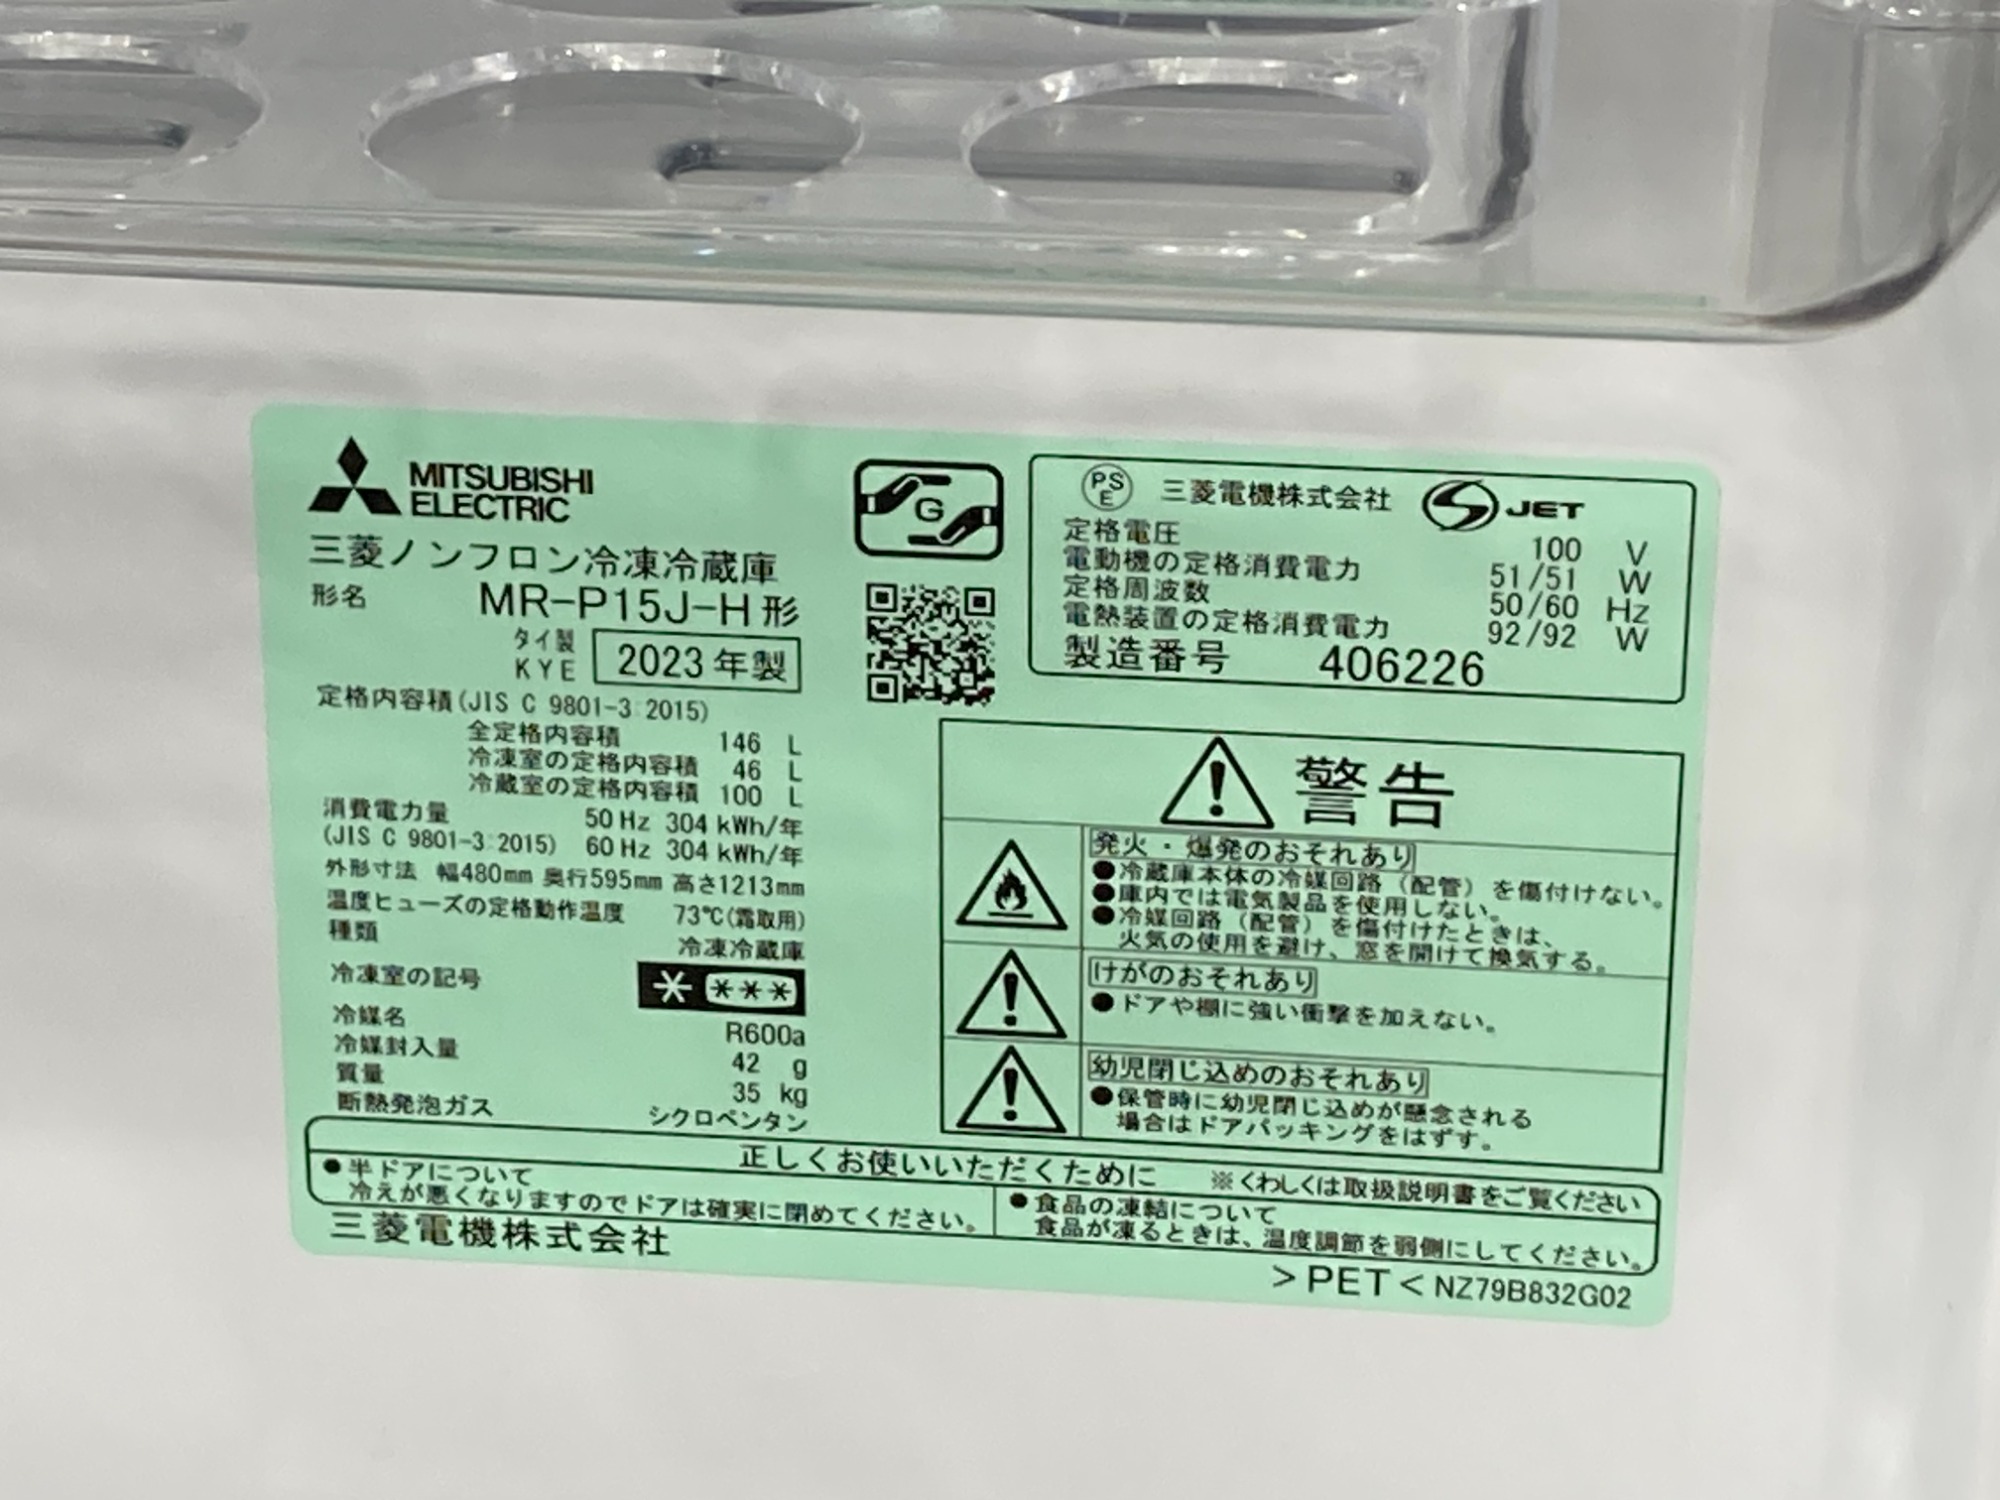 MITSUBISHI
ELECTRIC
三菱ノンフロン冷凍冷蔵庫
形名 MR-P15J-H 形
タイ製
KYE 2023 年製
定格内容積(JIS C 9801-3:2015)
全定格内容積 146 L
冷凍室の定格内容積 46 L
冷蔵室の定格内容積 100 L
消費電力量 50 Hz 304 kWh/年
(JIS C 9801-3:2015) 60 Hz 304 kWh/年
外形寸法 幅480mm 奥行595mm 高さ1213mm
温度ヒューズの定格動作温度 73℃(霜取用)
種類 冷凍冷蔵庫
冷凍室の記号 * ***
冷媒名 R600a
冷媒封入量 42 g
質量 35 kg
断熱発泡ガス シクロペンタン
G
PS
E 三菱電機株式会社 JET
定格電圧 100 V
電動機の定格消費電力 51/51 W
定格周波数 50/60 Hz
電熱装置の定格消費電力 92/92 W
製造番号 406226
警告
発火・爆発のおそれあり
●冷蔵庫本体の冷媒回路(配管)を傷付けない。
●庫内では電気製品を使用しない。
●冷媒回路(配管)を傷付けたときは、
火気の使用を避け、窓を開けて換気する。
けがのおそれあり
●ドアや棚に強い衝撃を加えない。
幼児閉じ込めのおそれあり
●保管時に幼児閉じ込めが懸念される
場合はドアパッキングをはずす。
正しくお使いいただくために ※くわしくは取扱説明書をご覧ください
●半ドアについて
冷えが悪くなりますのでドアは確実に閉めてください。
●食品の凍結について
食品が凍るときは、温度調節を弱側にしてください。
三菱電機株式会社
>PET< NZ79B832G02